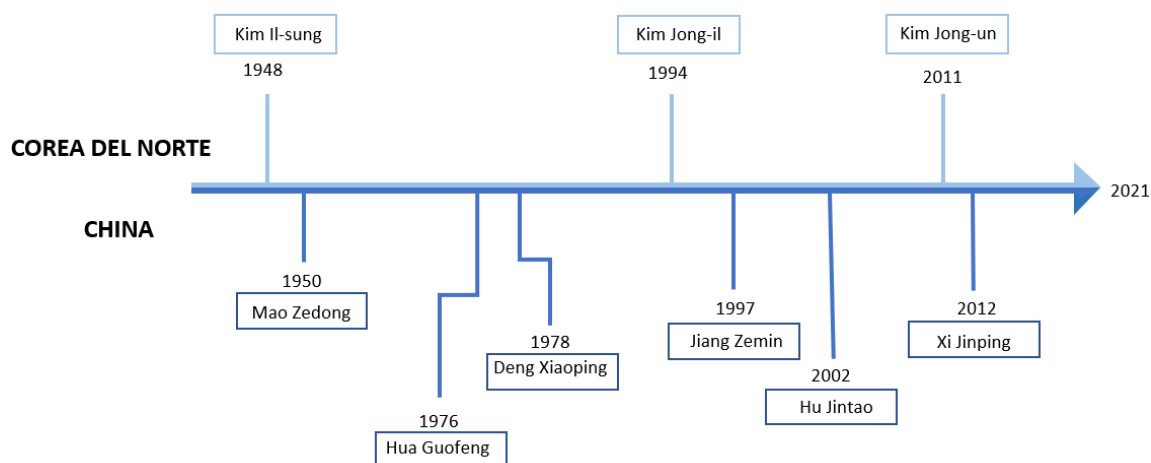 Kim Il-sung
1948
Kim Jong-il
1994
Kim Jong-un
2011
COREA DEL NORTE
2021
CHINA
1950
Mao Zedong
1976
Hua Guofeng
1978
Deng Xiaoping
1997
Jiang Zemin
2002
Hu Jintao
2012
Xi Jinping